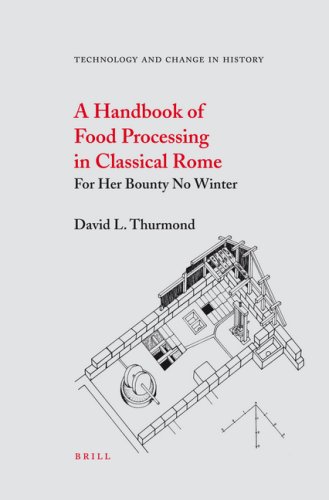 TECHNOLOGY AND CHANGE IN HISTORY
A Handbook of
Food Processing
in Classical Rome
For Her Bounty No Winter
David L. Thurmond
BRILL